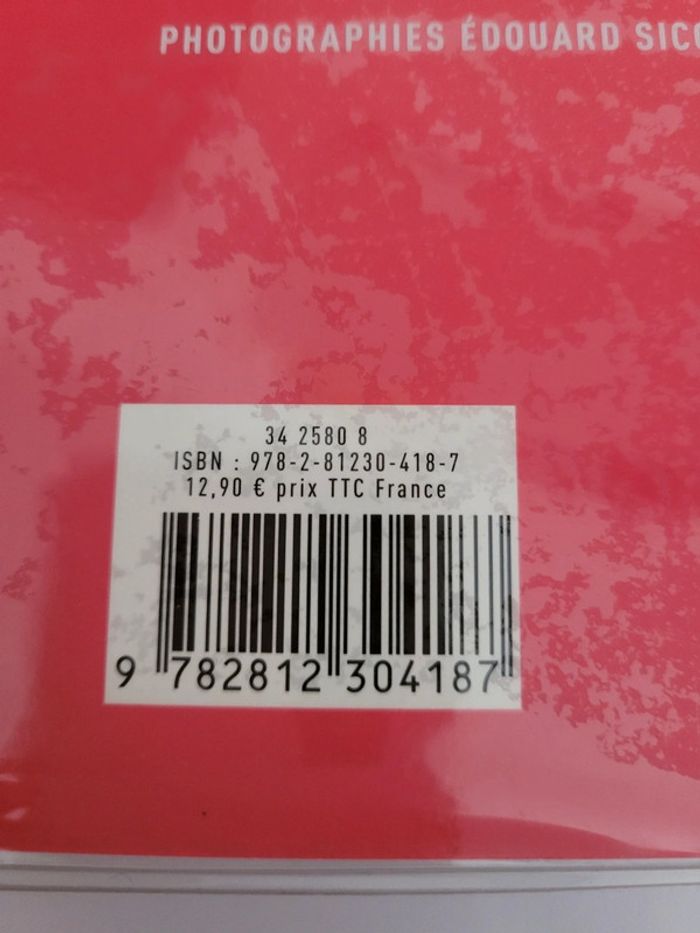 PHOTOGRAPHIES ÉDOUARD
34 2580 8
ISBN : 978-2-81230-418-7
12,90 € prix TTC France
9 782812 304187